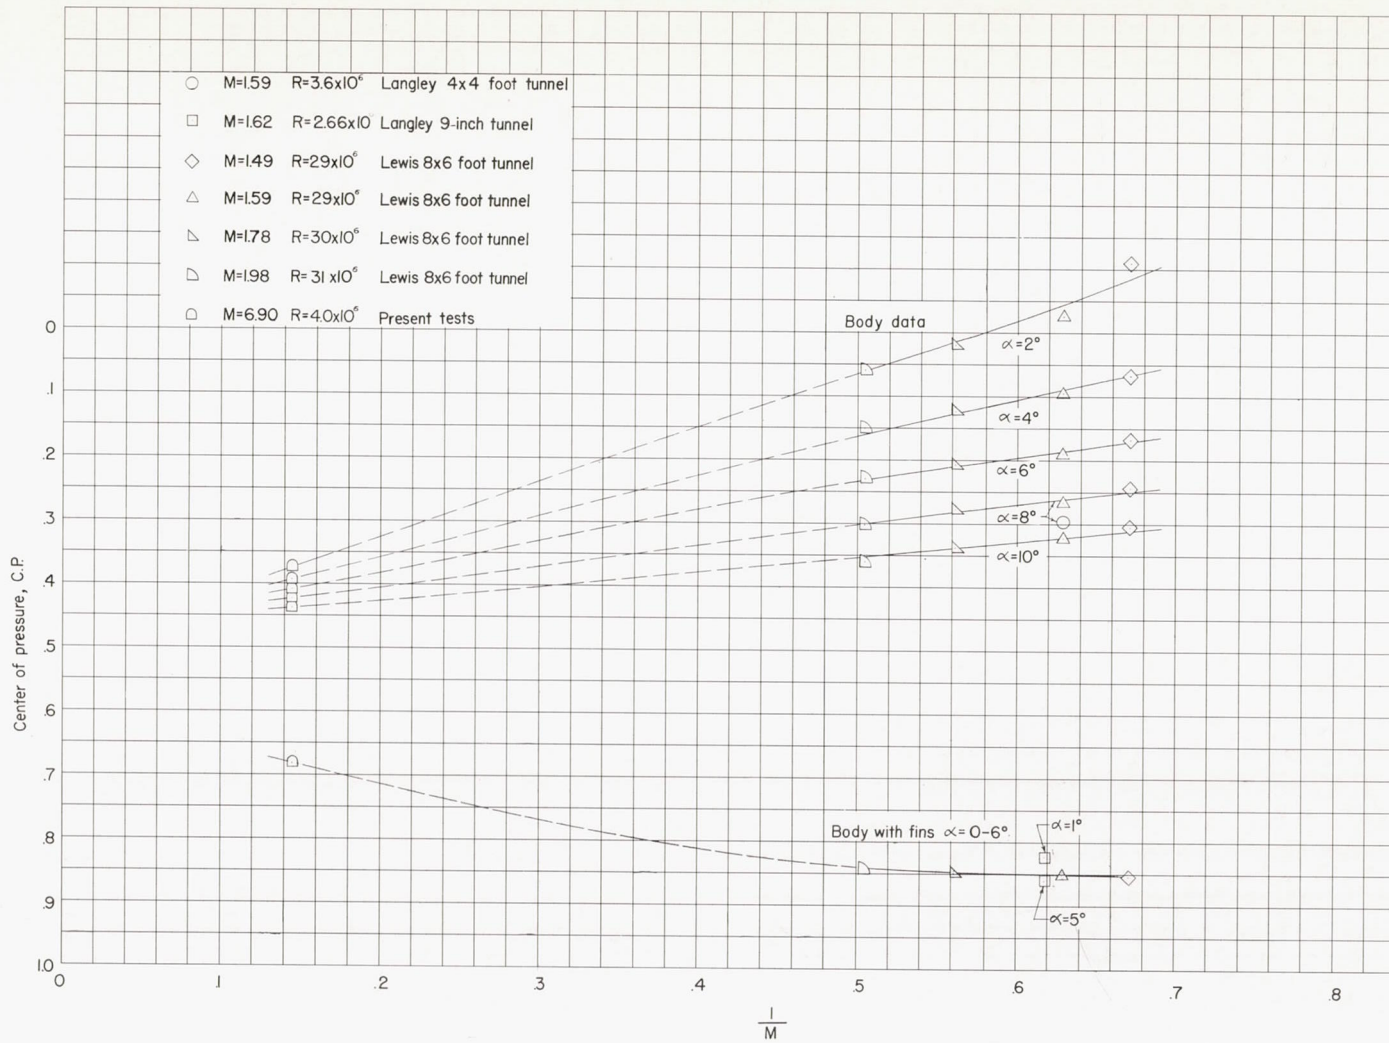 M=1.59 R=3.6x10⁶ Langley 4x4 foot tunnel
M=1.62 R=2.66x10 Langley 9-inch tunnel
M=1.49 R=29x10⁶ Lewis 8x6 foot tunnel
M=1.59 R=29x10⁶ Lewis 8x6 foot tunnel
M=1.78 R=30x10⁶ Lewis 8x6 foot tunnel
M=1.98 R=31x10⁶ Lewis 8x6 foot tunnel
M=6.90 R=4.0x10⁶ Present tests
Body data
α=2°
α=4°
α=6°
α=8°
α=10°
Body with fins α=0-6°
α=1°
α=5°
Center of pressure, C.P.
0
.1
.2
.3
.4
.5
.6
.7
.8
.9
1.0
0 .1 .2 .3 .4 .5 .6 .7 .8
1
M